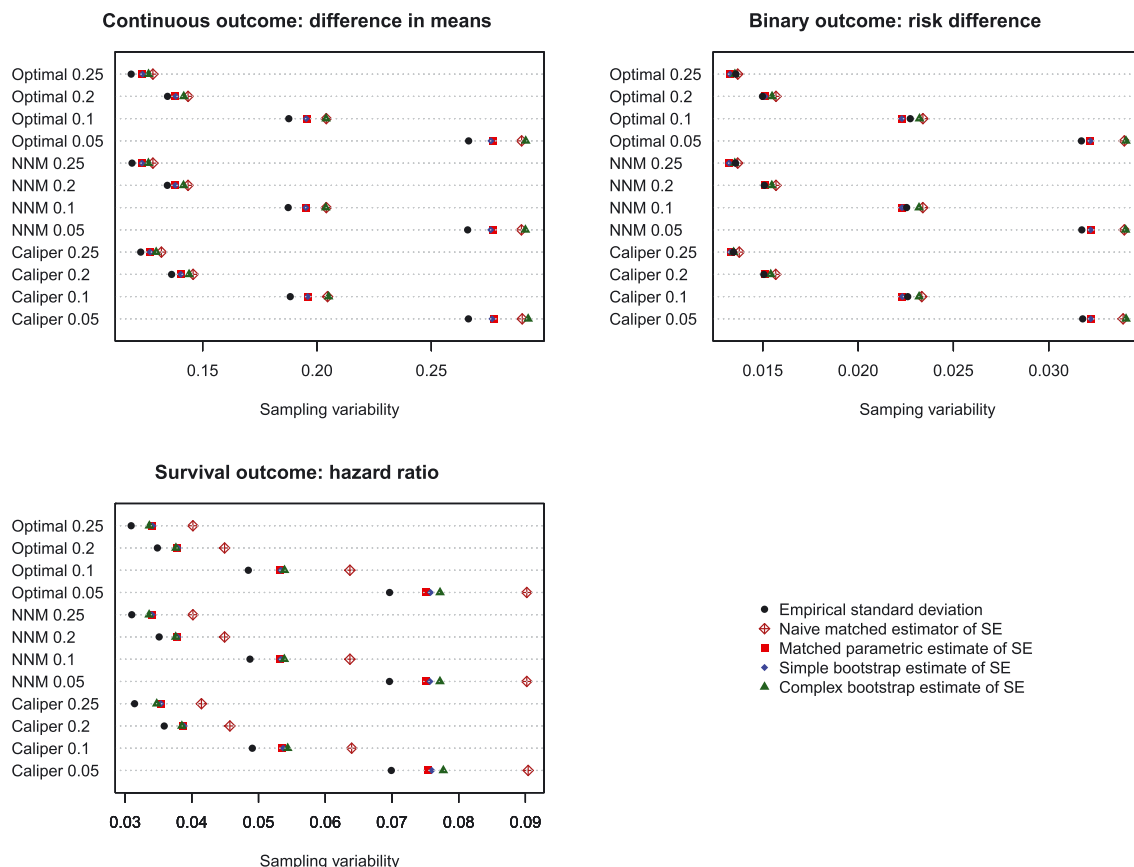 Continuous outcome: difference in means
Optimal 0.25
Optimal 0.2
Optimal 0.1
Optimal 0.05
NNM 0.25
NNM 0.2
NNM 0.1
NNM 0.05
Caliper 0.25
Caliper 0.2
Caliper 0.1
Caliper 0.05
0.15 0.20 0.25
Sampling variability
Binary outcome: risk difference
Optimal 0.25
Optimal 0.2
Optimal 0.1
Optimal 0.05
NNM 0.25
NNM 0.2
NNM 0.1
NNM 0.05
Caliper 0.25
Caliper 0.2
Caliper 0.1
Caliper 0.05
0.015 0.020 0.025 0.030
Samping variability
Survival outcome: hazard ratio
Optimal 0.25
Optimal 0.2
Optimal 0.1
Optimal 0.05
NNM 0.25
NNM 0.2
NNM 0.1
NNM 0.05
Caliper 0.25
Caliper 0.2
Caliper 0.1
Caliper 0.05
0.03 0.04 0.05 0.06 0.07 0.08 0.09
Sampling variability
Empirical standard deviation
Naive matched estimator of SE
Matched parametric estimate of SE
Simple bootstrap estimate of SE
Complex bootstrap estimate of SE